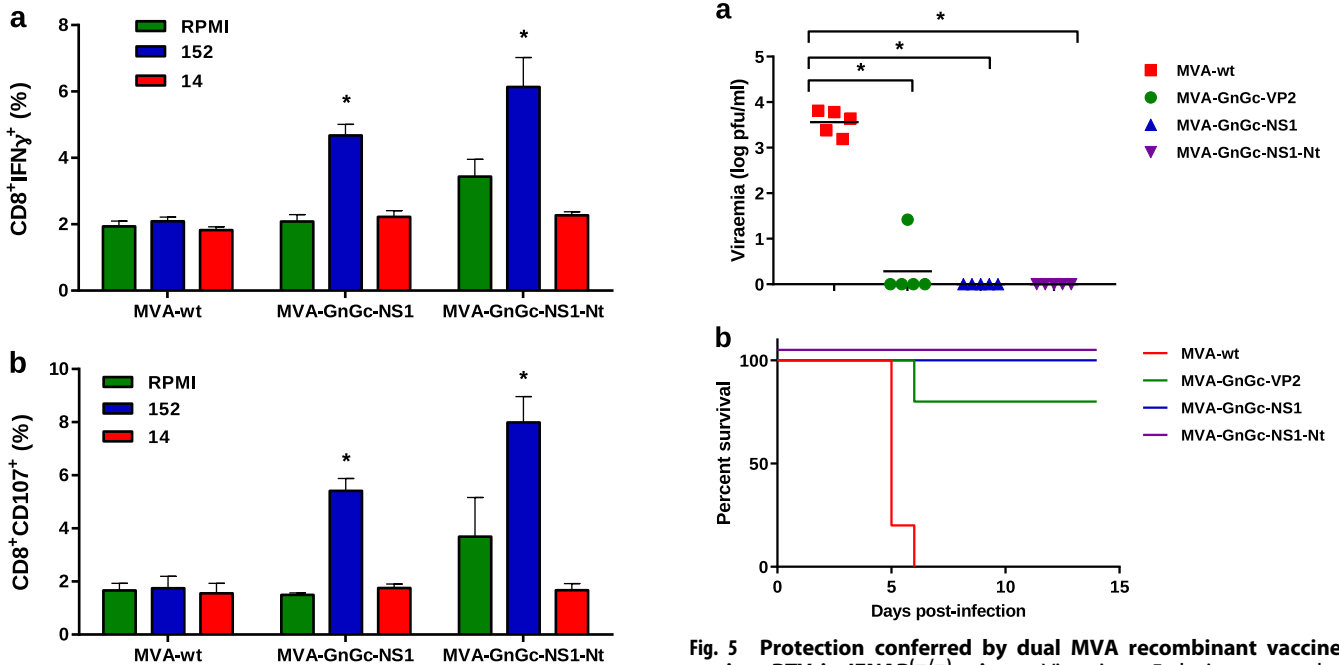 a
CD8⁺IFNγ⁺ (%)
8
6
4
2
0
RPMI
152
14
*
*
MVA-wt
MVA-GnGc-NS1
MVA-GnGc-NS1-Nt
b
CD8⁺CD107⁺ (%)
10
8
6
4
2
0
RPMI
152
14
*
*
MVA-wt
MVA-GnGc-NS1
MVA-GnGc-NS1-Nt
a
Viraemia (log pfu/ml)
5
4
3
2
1
0
*
*
*
MVA-wt
MVA-GnGc-VP2
MVA-GnGc-NS1
MVA-GnGc-NS1-Nt
b
Percent survival
100
50
0
0 5 10 15
Days post-infection
MVA-wt
MVA-GnGc-VP2
MVA-GnGc-NS1
MVA-GnGc-NS1-Nt
Fig. 5 Protection conferred by dual MVA recombinant vaccine